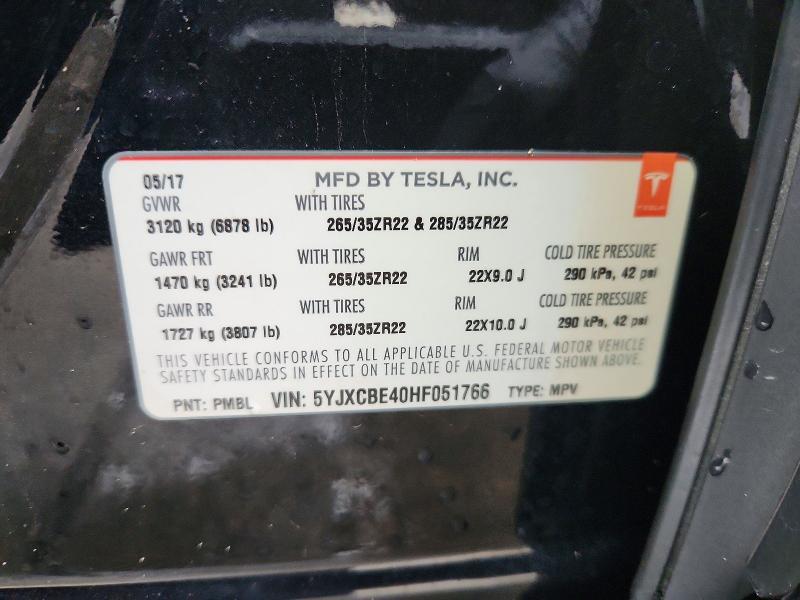 05/17 MFD BY TESLA, INC.
TESLA
GVWR WITH TIRES
3120 kg (6878 lb) 265/35ZR22 & 285/35ZR22
GAWR FRT WITH TIRES RIM COLD TIRE PRESSURE
1470 kg (3241 lb) 265/35ZR22 22X9.0 J 290 kPa, 42 psi
GAWR RR WITH TIRES RIM COLD TIRE PRESSURE
1727 kg (3807 lb) 285/35ZR22 22X10.0 J 290 kPa, 42 psi
THIS VEHICLE CONFORMS TO ALL APPLICABLE U.S. FEDERAL MOTOR VEHICLE
SAFETY STANDARDS IN EFFECT ON THE DATE OF MANUFACTURE SHOWN ABOVE.
PNT: PMBL VIN: 5YJXCBE40HF051766 TYPE: MPV